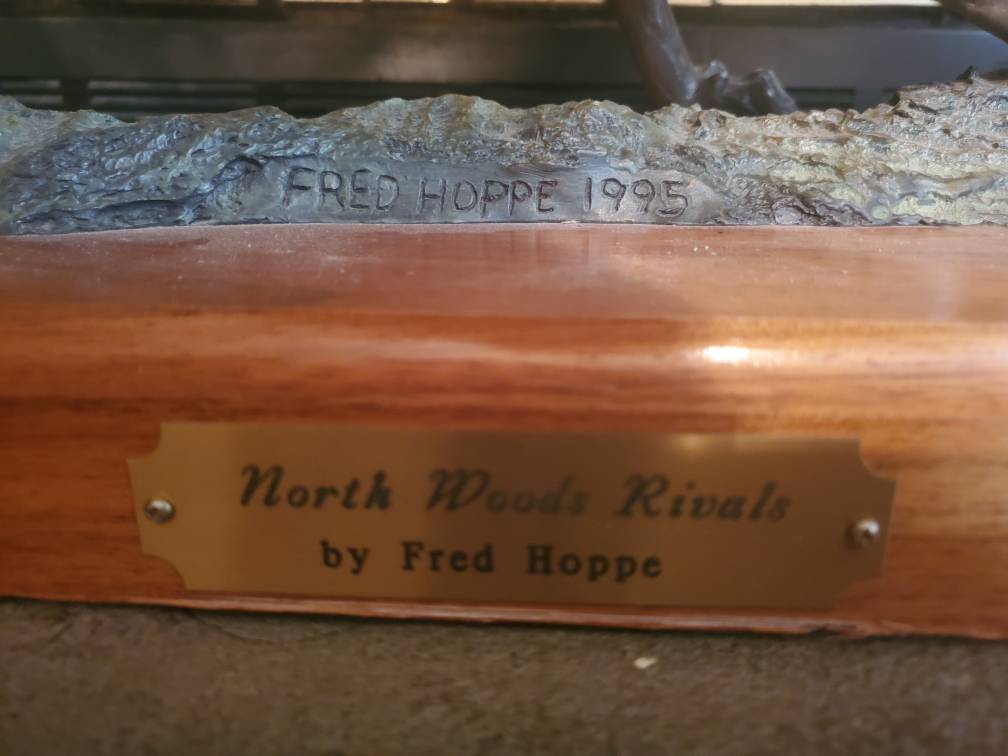 FRED HOPPE 1995
North Woods Rivals
by Fred Hoppe